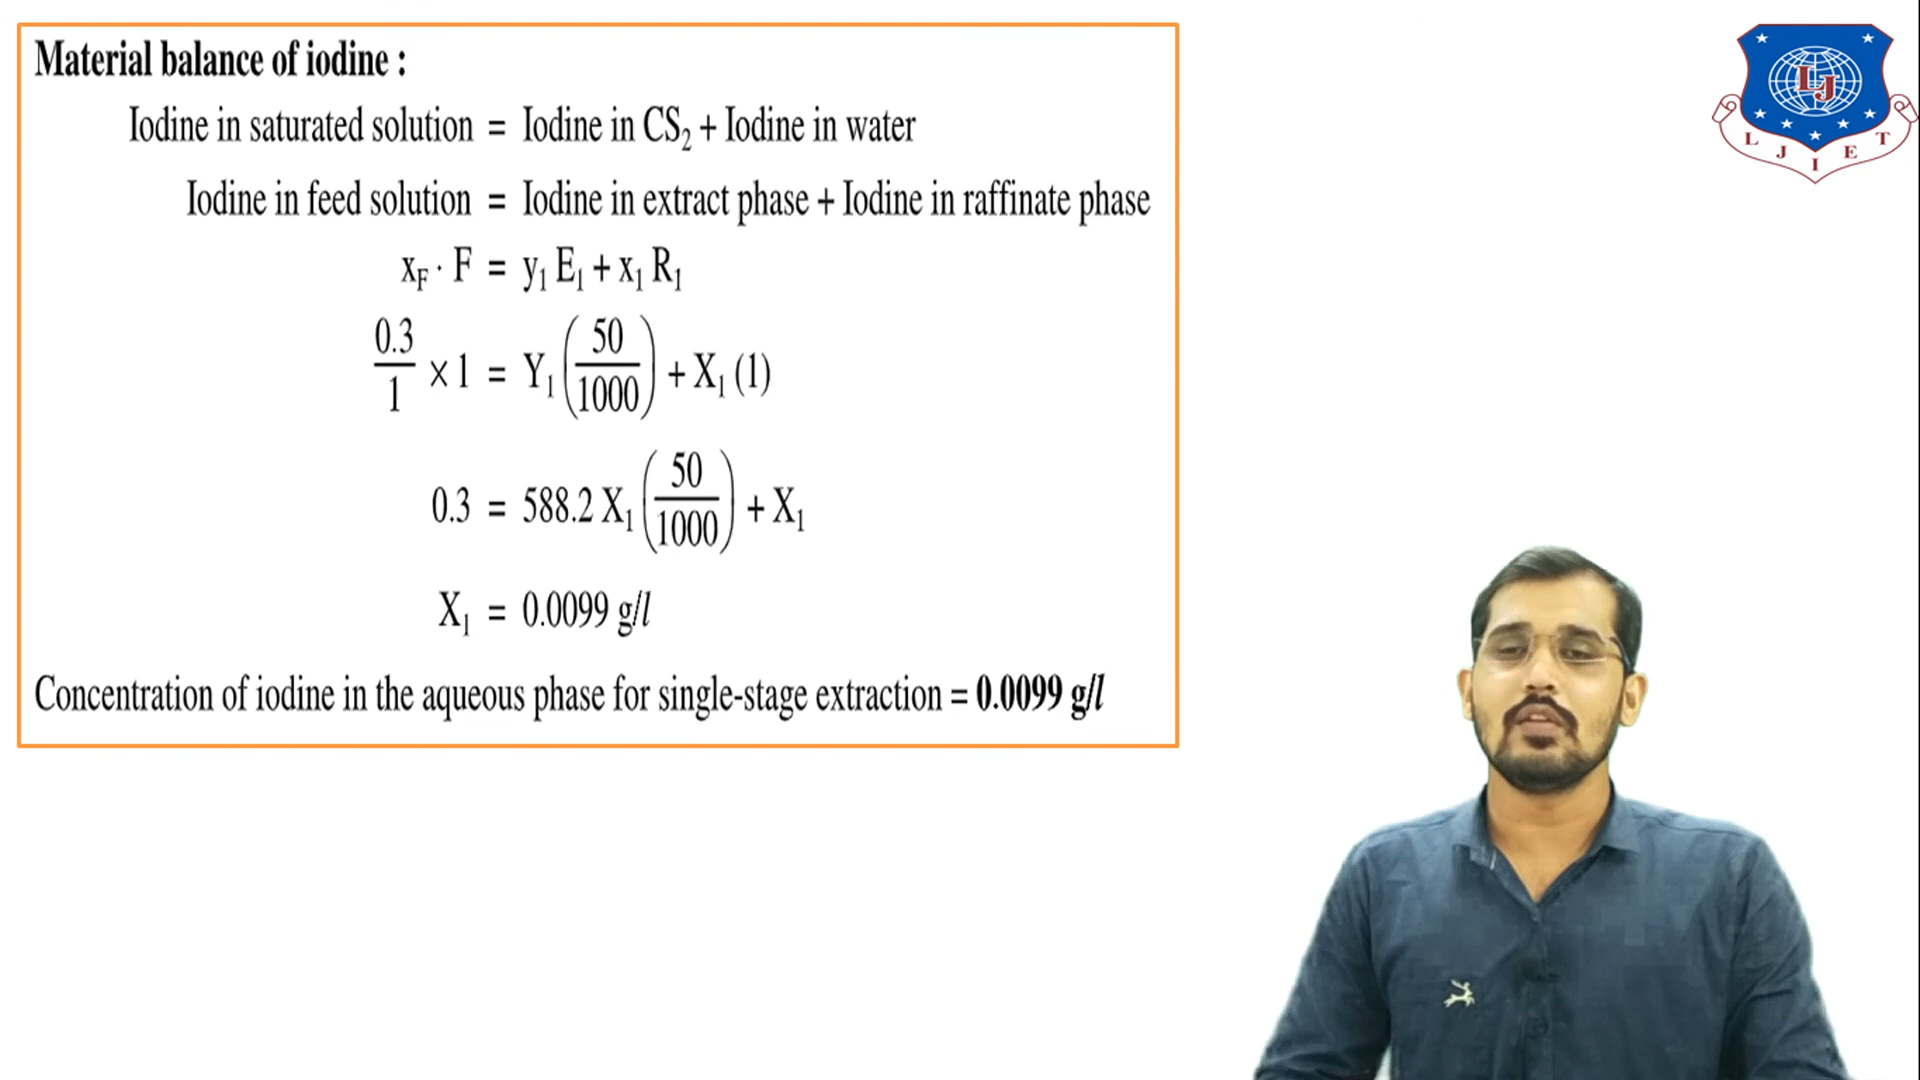 Material balance of iodine :
Iodine in saturated solution = Iodine in CS₂ + Iodine in water
Iodine in feed solution = Iodine in extract phase + Iodine in raffinate phase
x_F · F = y₁ E₁ + x₁ R₁
0.3/1 × 1 = Y₁ (50/1000) + X₁ (1)
0.3 = 588.2 X₁ (50/1000) + X₁
X₁ = 0.0099 g/l
Concentration of iodine in the aqueous phase for single-stage extraction = 0.0099 g/l
LJ
L J I E T